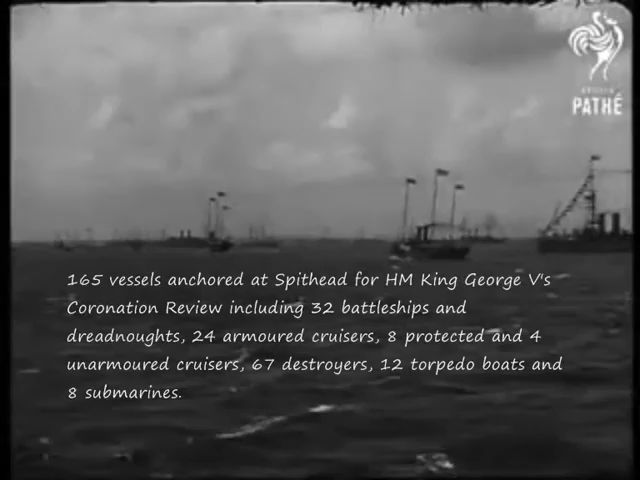 PATHÉ
165 vessels anchored at Spithead for HM King George V's
Coronation Review including 32 battleships and
dreadnoughts, 24 armoured cruisers, 8 protected and 4
unarmoured cruisers, 67 destroyers, 12 torpedo boats and
8 submarines.